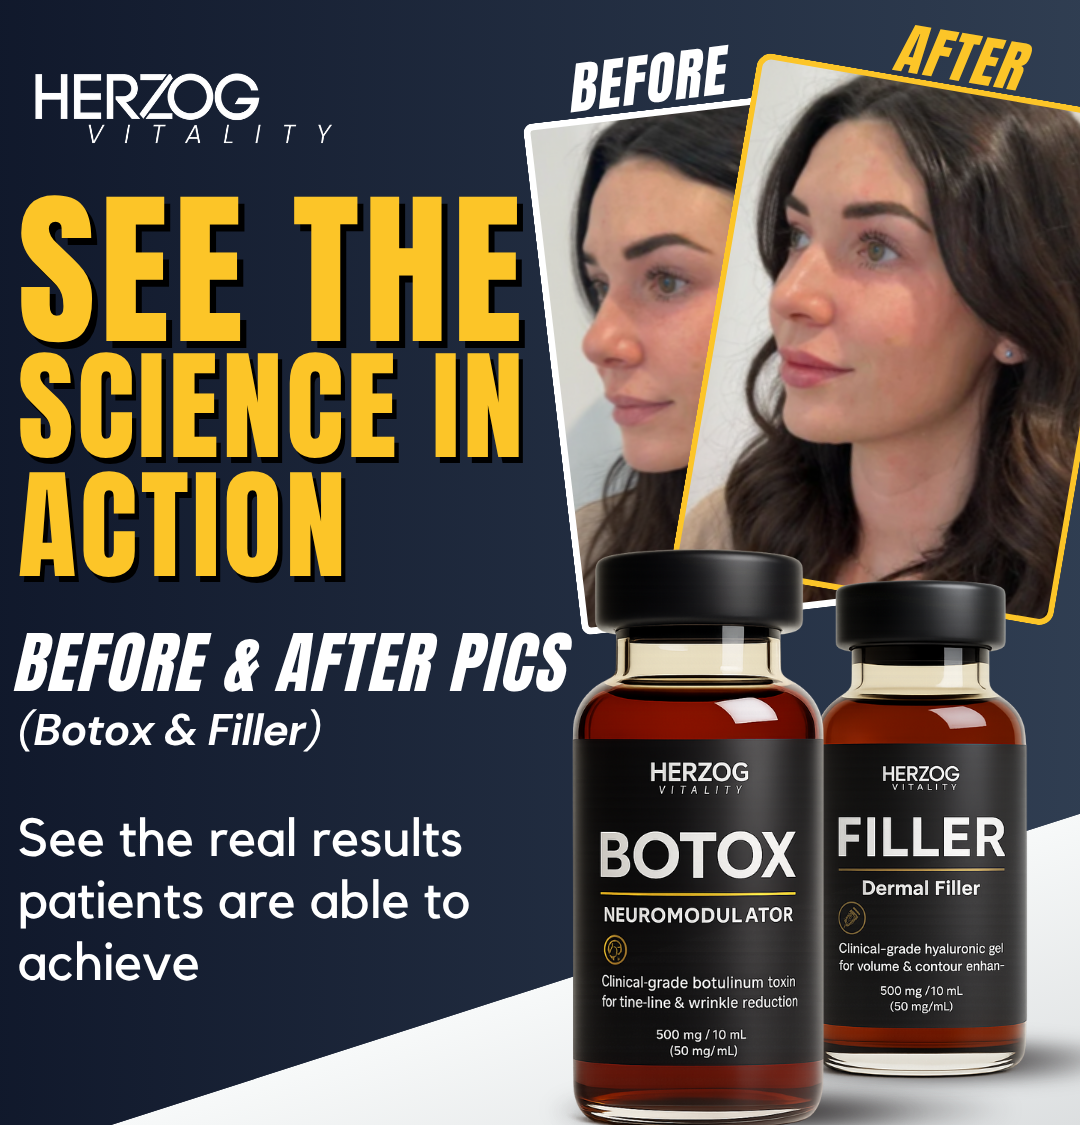 HERZOG
VITALITY
BEFORE
AFTER
SEE THE
SCIENCE IN
ACTION
BEFORE & AFTER PICS
(Botox & Filler)
See the real results
patients are able to
achieve
HERZOG
VITALITY
BOTOX
NEUROMODULATOR
Clinical-grade botulinum toxin
for tine-line & wrinkle reduction
500 mg / 10 mL
(50 mg/mL)
HERZOG
VITALITY
FILLER
Dermal Filler
Clinical-grade hyaluronic gel
for volume & contour enhan-
500 mg /10 mL
(50 mg/mL)